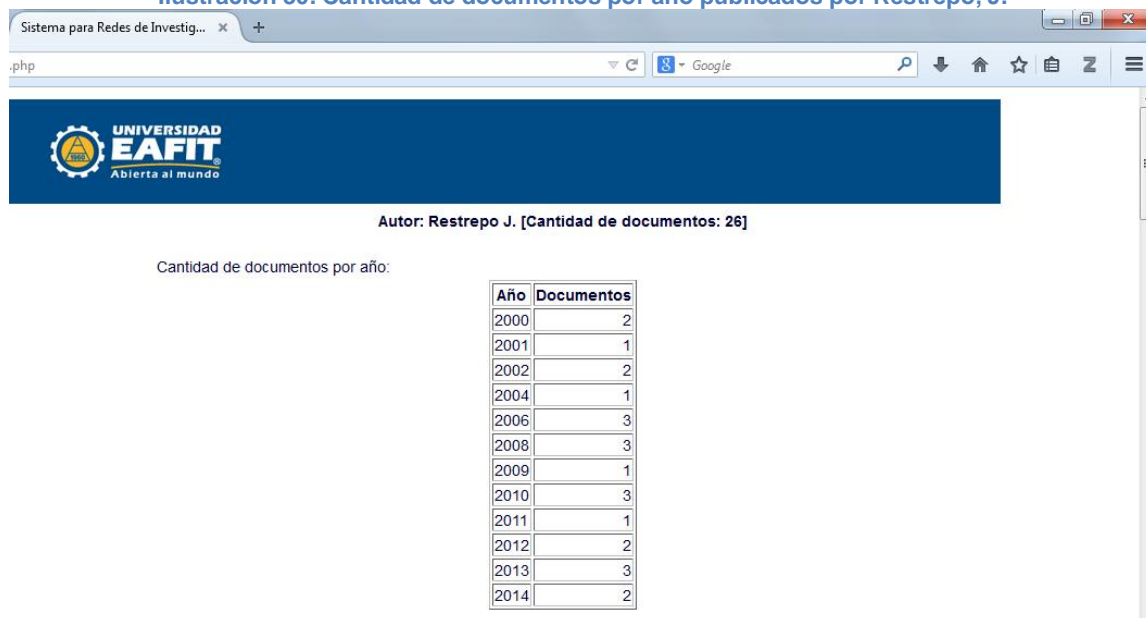 Sistema para Redes de Investig... × +
.php
Google
UNIVERSIDAD
EAFIT
Abierta al mundo
1960
Autor: Restrepo J. [Cantidad de documentos: 26]
Cantidad de documentos por año:
Año Documentos
2000 2
2001 1
2002 2
2004 1
2006 3
2008 3
2009 1
2010 3
2011 1
2012 2
2013 3
2014 2